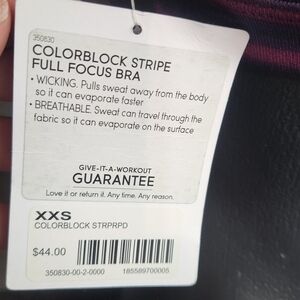 350830
COLORBLOCK STRIPE
FULL FOCUS BRA
• WICKING. Pulls sweat away from the body
so it can evaporate faster
• BREATHABLE. Sweat can travel through the
fabric so it can evaporate on the surface
GIVE-IT-A-WORKOUT
GUARANTEE
Love it or return it. Any time. Any reason.
XXS
COLORBLOCK STRPRPD
$44.00
350830-00-2-0000
185589700005